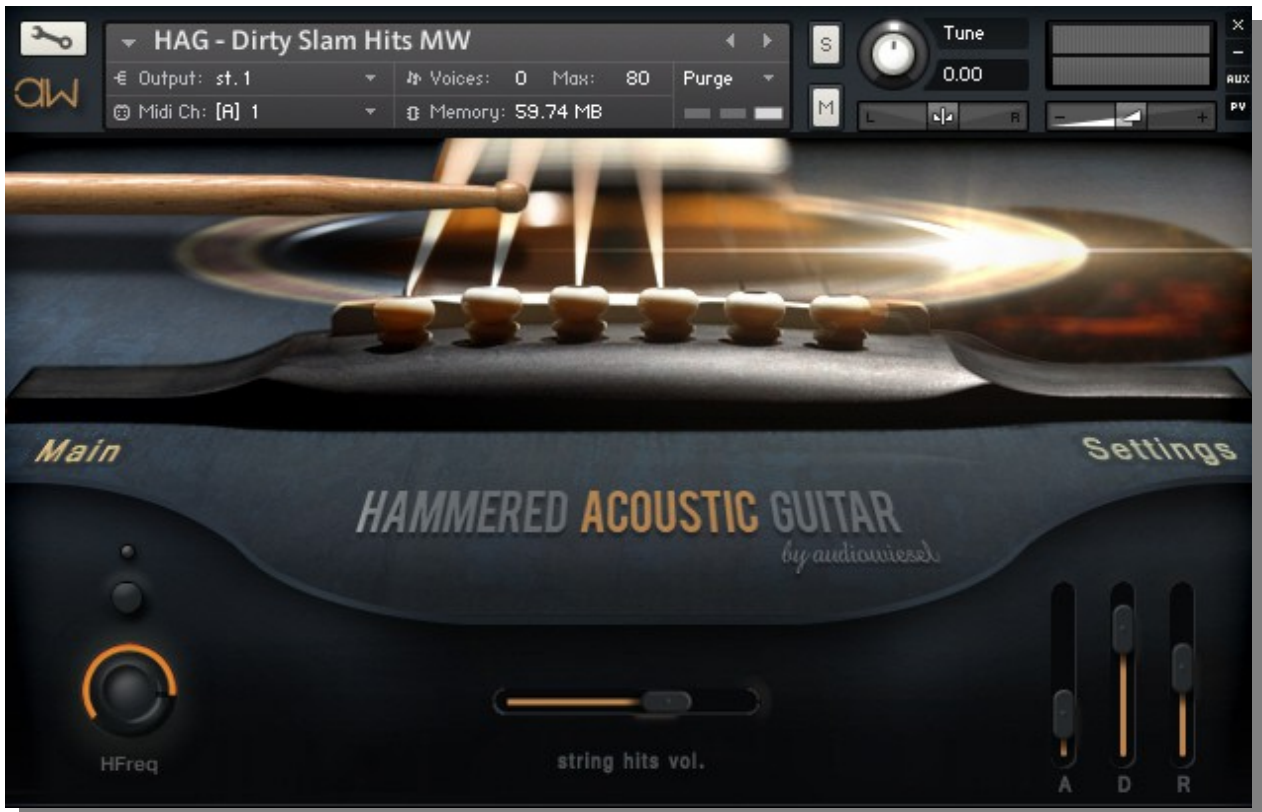 HAG - Dirty Slam Hits MW
Output: st. 1
Voices: 0 Max: 80
Purge
Midi Ch: [A] 1
Memory: 59.74 MB
S
M
Tune
0.00
L
R
-
+
x
-
AUX
PV
aw
Main
Settings
HAMMERED ACOUSTIC GUITAR
by audiowiesel
HFreq
string hits vol.
A D R